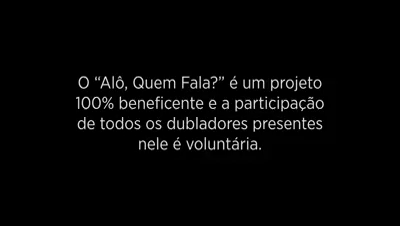 O “Alô, Quem Fala?” é um projeto
100% beneficente e a participação
de todos os dubladores presentes
nele é voluntária.